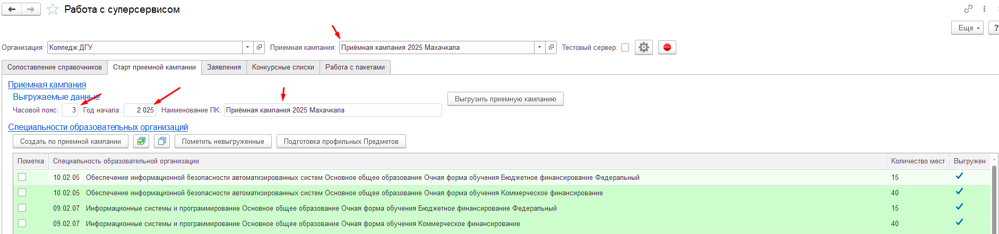 Работа с суперсервисом
Еще
?
Организация: Колледж ДГУ Приемная кампания: Приёмная кампания 2025 Махачкала Тестовый сервер:
Сопоставление справочников Старт приемной кампании Заявления Конкурсные списки Работа с пакетами
Приемная кампания
Выгружаемые данные
Выгрузить приемную кампанию
Часовой пояс: 3 Год начала: 2 025 Наименование ПК: Приёмная кампания 2025 Махачкала
Специальности образовательных организаций
Создать по приемной кампании Пометить невыгруженные Подготовка профильных Предметов
Пометка Специальность образовательной организации Количество мест Выгружен
10.02.05 Обеспечение информационной безопасности автоматизированных систем Основное общее образование Очная форма обучения Бюджетное финансирование Федеральный 15
10.02.05 Обеспечение информационной безопасности автоматизированных систем Основное общее образование Очная форма обучения Коммерческое финансирование 40
09.02.07 Информационные системы и программирование Основное общее образование Очная форма обучения Бюджетное финансирование Федеральный 15
09.02.07 Информационные системы и программирование Основное общее образование Очная форма обучения Коммерческое финансирование 40